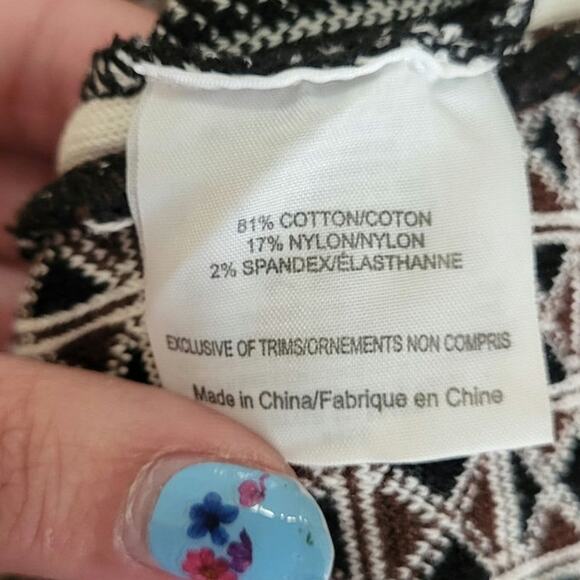 81% COTTON/COTON
17% NYLON/NYLON
2% SPANDEX/ÉLASTHANNE
EXCLUSIVE OF TRIMS/ORNEMENTS NON COMPRIS
Made in China/Fabrique en Chine